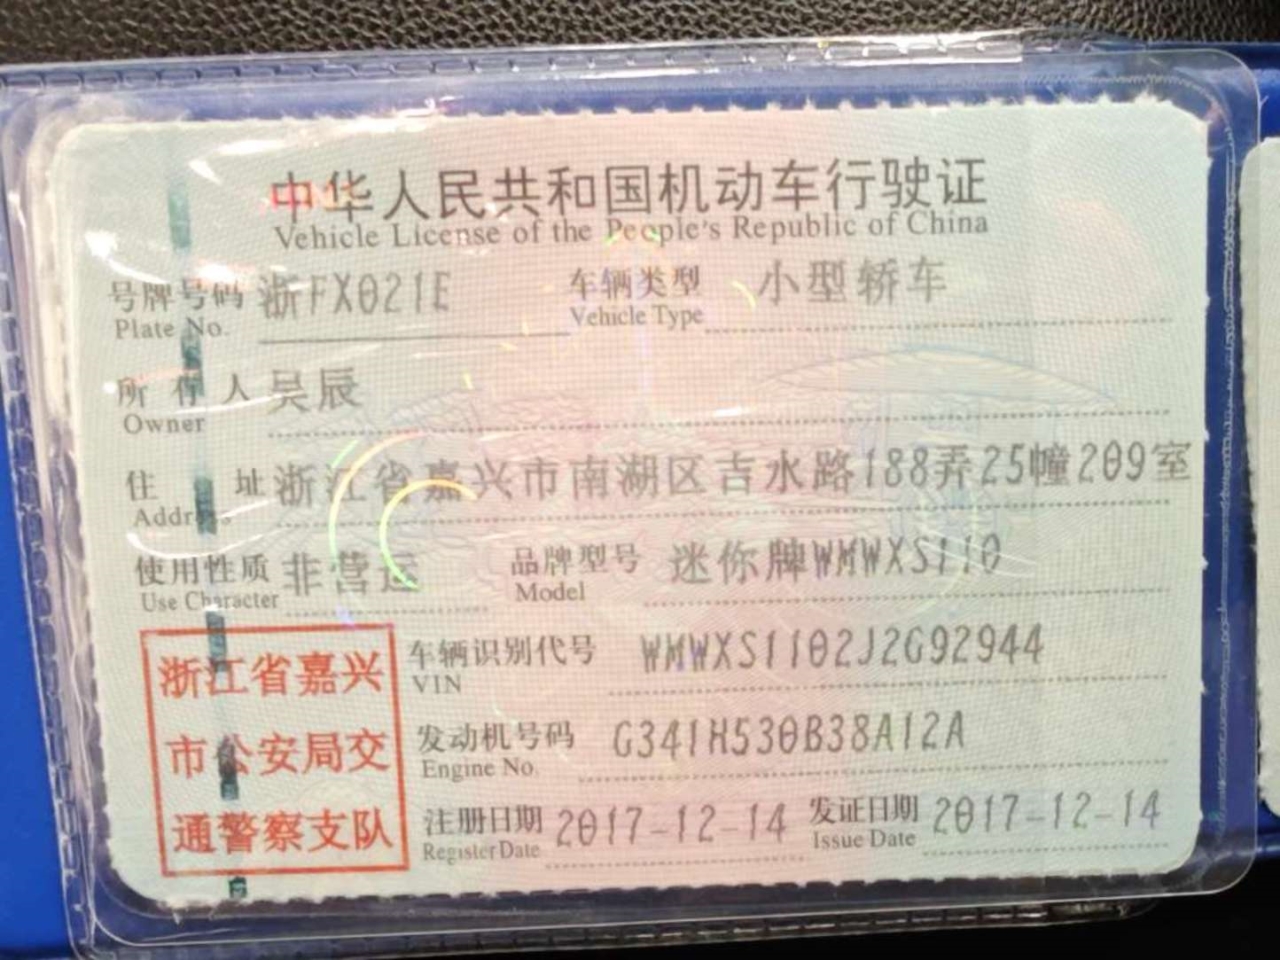 中华人民共和国机动车行驶证
Vehicle License of the People's Republic of China
号牌号码 浙FX021E 车辆类型 小型轿车
Plate No. Vehicle Type
所有人 吴辰
Owner
住址 浙江省嘉兴市南湖区吉水路188弄25幢209室
Address
使用性质 非营运 品牌型号 迷你牌WMWXS110
Use Character Model
浙江省嘉兴
市公安局交
通警察支队
车辆识别代号 WMWXS1102J2G92944
VIN
发动机号码 G341H530B38A12A
Engine No.
注册日期 2017-12-14 发证日期 2017-12-14
Register Date Issue Date